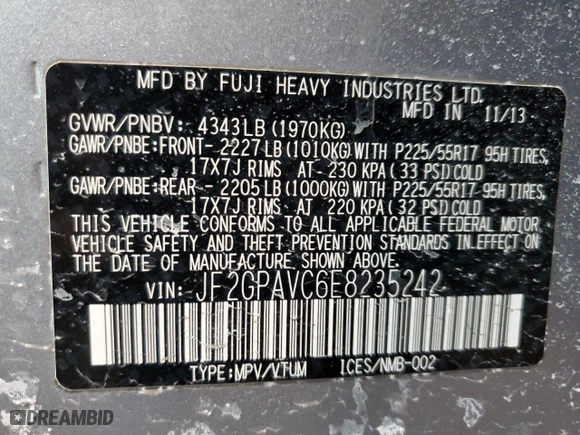 MFD BY FUJI HEAVY INDUSTRIES LTD.
11/13
GVWR/PNBV: 4343LB (1970KG)
GAWR/PNBE:FRONT- 2227 LB (1010KG) WITH P225/55R17 95H TIRES,
17X7J RIMS AT 230 KPA (33 PSI) COLD
GAWR/PNBE:REAR - 2205 LB (1000KG) WITH P225/55R17 95H TIRES,
17X7J RIMS AT 220 KPA (32 PSI) COLD
THIS VEHICLE CONFORMS TO ALL APPLICABLE FEDERAL MOTOR
VEHICLE SAFETY AND THEFT PREVENTION STANDARDS IN EFFECT ON
THE DATE OF MANUFACTURE SHOWN ABOVE.
VIN: JF2GPAVC6E8235242
TYPE:MPV/VTUM ICES/NMB-002
DREAMBID